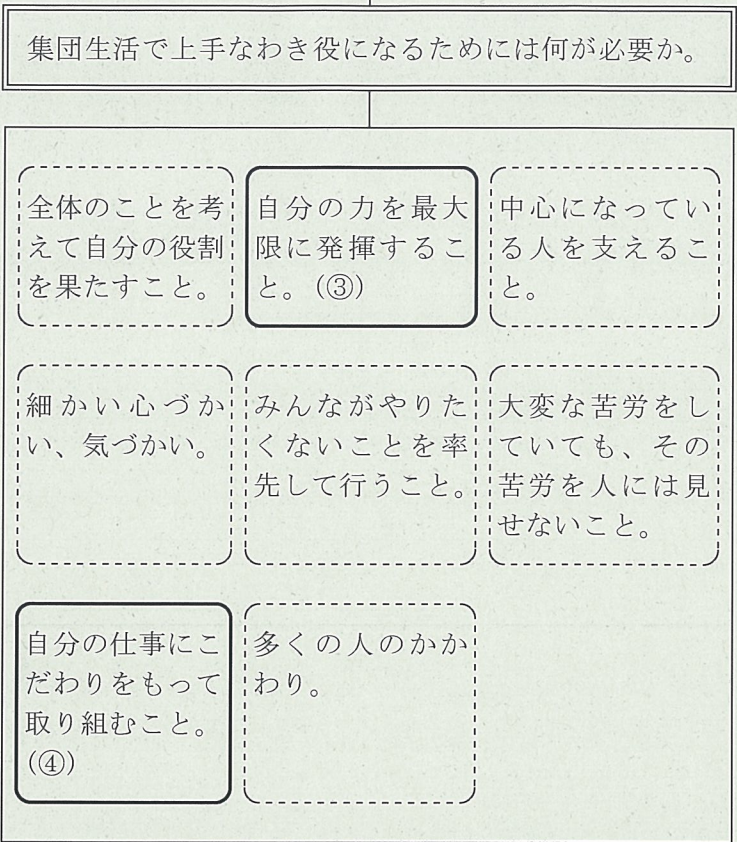 集団生活で上手なわき役になるためには何が必要か。
全体のことを考
えて自分の役割
を果たすこと。
自分の力を最大
限に発揮するこ
と。(③)
中心になってい
る人を支えるこ
と。
細かい心づか
い、気づかい。
みんながやりた
くないことを率
先して行うこと。
大変な苦労をし
ていても、その
苦労を人には見
せないこと。
自分の仕事にこ
だわりをもって
取り組むこと。
(④)
多くの人のかか
わり。